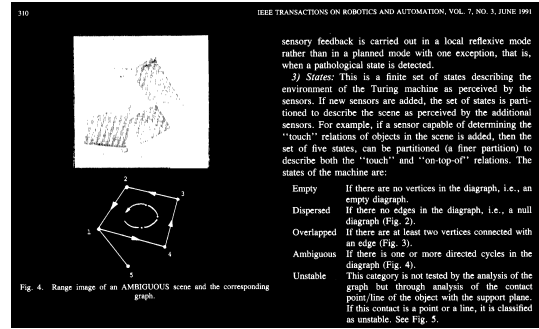 310
IEEE TRANSACTIONS ON ROBOTICS AND AUTOMATION, VOL. 7, NO. 3, JUNE 1991
2
3
1
4
5
Fig. 4. Range image of an AMBIGUOUS scene and the corresponding
graph.
sensory feedback is carried out in a local reflexive mode
rather than in a planned mode with one exception, that is,
when a pathological state is detected.
3) States: This is a finite set of states describing the
environment of the Turing machine as perceived by the
sensors. If new sensors are added, the set of states is parti-
tioned to describe the scene as perceived by the additional
sensors. For example, if a sensor capable of determining the
“touch” relations of objects in the scene is added, then the
set of five states, can be partitioned (a finer partition) to
describe both the “touch” and “on-top-of” relations. The
states of the machine are:
Empty If there are no vertices in the diagraph, i.e., an
empty diagraph.
Dispersed If there no edges in the diagraph, i.e., a null
diagraph (Fig. 2).
Overlapped If there are at least two vertices connected with
an edge (Fig. 3).
Ambiguous If there is one or more directed cycles in the
diagraph (Fig. 4).
Unstable This category is not tested by the analysis of the
graph but through analysis of the contact
point/line of the object with the support plane.
If this contact is a point or a line, it is classified
as unstable. See Fig. 5.